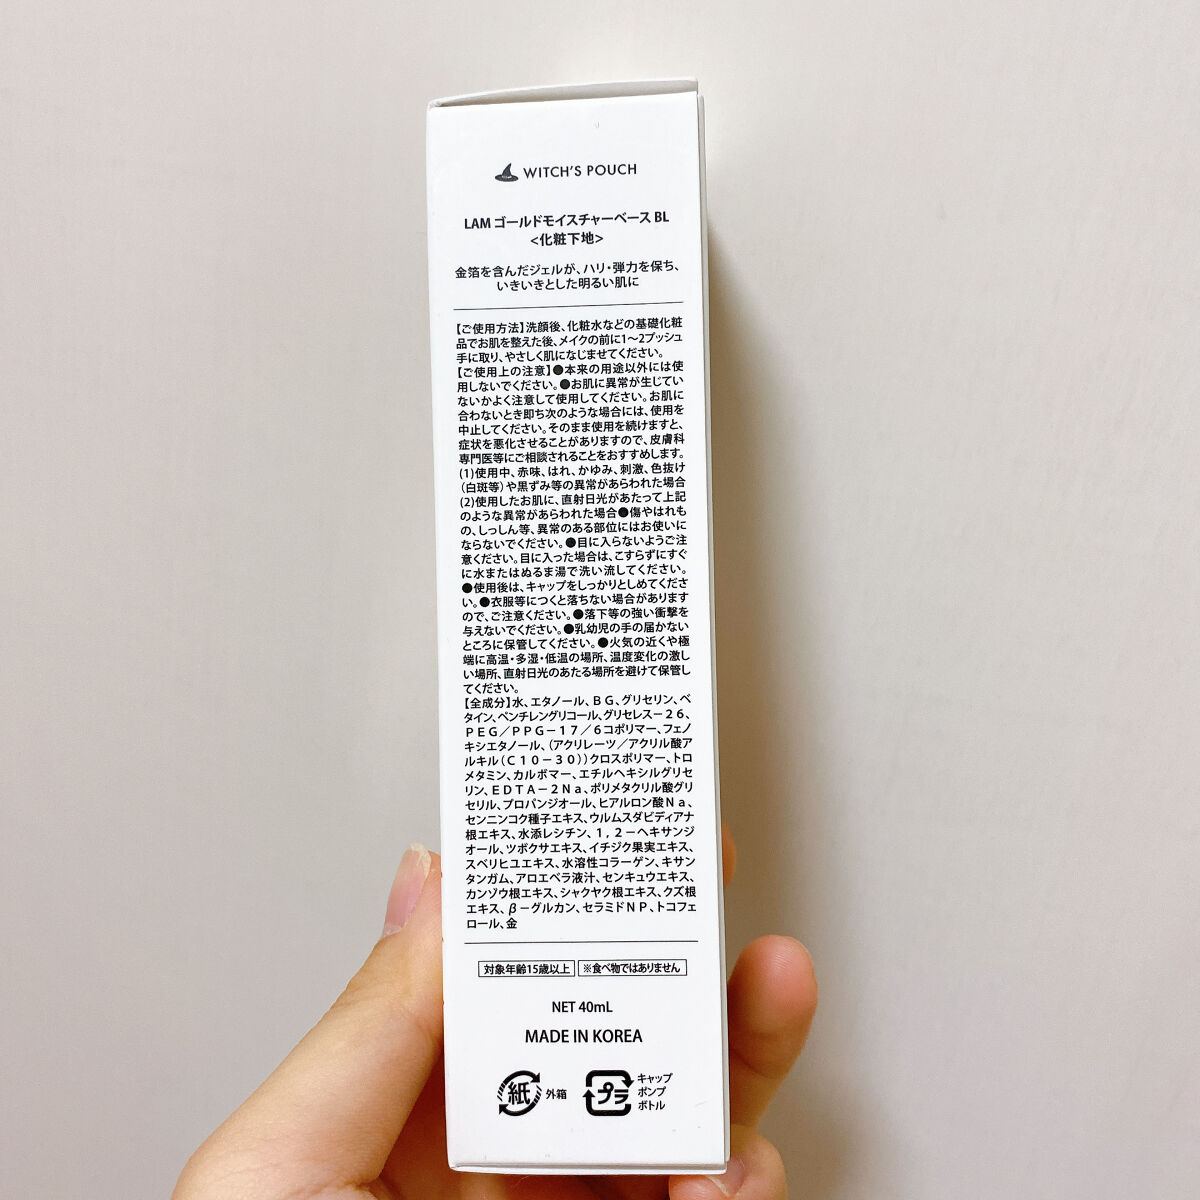 WITCH'S POUCH
LAM ゴールドモイスチャーベース BL
<化粧下地>
金箔を含んだジェルが、ハリ・弾力を保ち、
いきいきとした明るい肌に
【ご使用方法】洗顔後、化粧水などの基礎化粧
品でお肌を整えた後、メイクの前に1〜2プッシュ
手に取り、やさしく肌になじませてください。
【ご使用上の注意】●本来の用途以外には使
用しないでください。●お肌に異常が生じてい
ないかよく注意して使用してください。お肌に
合わないとき即ち次のような場合には、使用を
中止してください。そのまま使用を続けますと、
症状を悪化させることがありますので、皮膚科
専門医等にご相談されることをおすすめします。
(1)使用中、赤味、はれ、かゆみ、刺激、色抜け
(白斑等)や黒ずみ等の異常があらわれた場合
(2)使用したお肌に、直射日光があたって上記
のような異常があらわれた場合●傷やはれも
の、しっしん等、異常のある部位にはお使いに
ならないでください。●目に入らないようご注
意ください。目に入った場合は、こすらずにすぐ
に水またはぬるま湯で洗い流してください。
●使用後は、キャップをしっかりとしめてくださ
い。●衣服等につくと落ちない場合があります
ので、ご注意ください。●落下等の強い衝撃を
与えないでください。●乳幼児の手の届かない
ところに保管してください。●火気の近くや極
端に高温・多湿・低温の場所、温度変化の激し
い場所、直射日光のあたる場所を避けて保管し
てください。
【全成分】水、エタノール、BG、グリセリン、ベ
タイン、ペンチレングリコール、グリセレス−26、
PEG/PPG−17/6コポリマー、フェノ
キシエタノール、(アクリレーツ/アクリル酸ア
ルキル(C10−30))クロスポリマー、トロ
メタミン、カルボマー、エチルヘキシルグリセ
リン、EDTA−2Na、ポリメタクリル酸グリ
セリル、プロパンジオール、ヒアルロン酸Na、
センニンコク種子エキス、ウルムスダビディアナ
根エキス、水添レシチン、1,2−ヘキサンジ
オール、ツボクサエキス、イチジク果実エキス、
スベリヒユエキス、水溶性コラーゲン、キサン
タンガム、アロエベラ液汁、センキュウエキス、
カンゾウ根エキス、シャクヤク根エキス、クズ根
エキス、β−グルカン、セラミドNP、トコフェ
ロール、金
対象年齢15歳以上 ※食べ物ではありません
NET 40mL
MADE IN KOREA
紙 外箱 プラ キャップ
ポンプ
ボトル